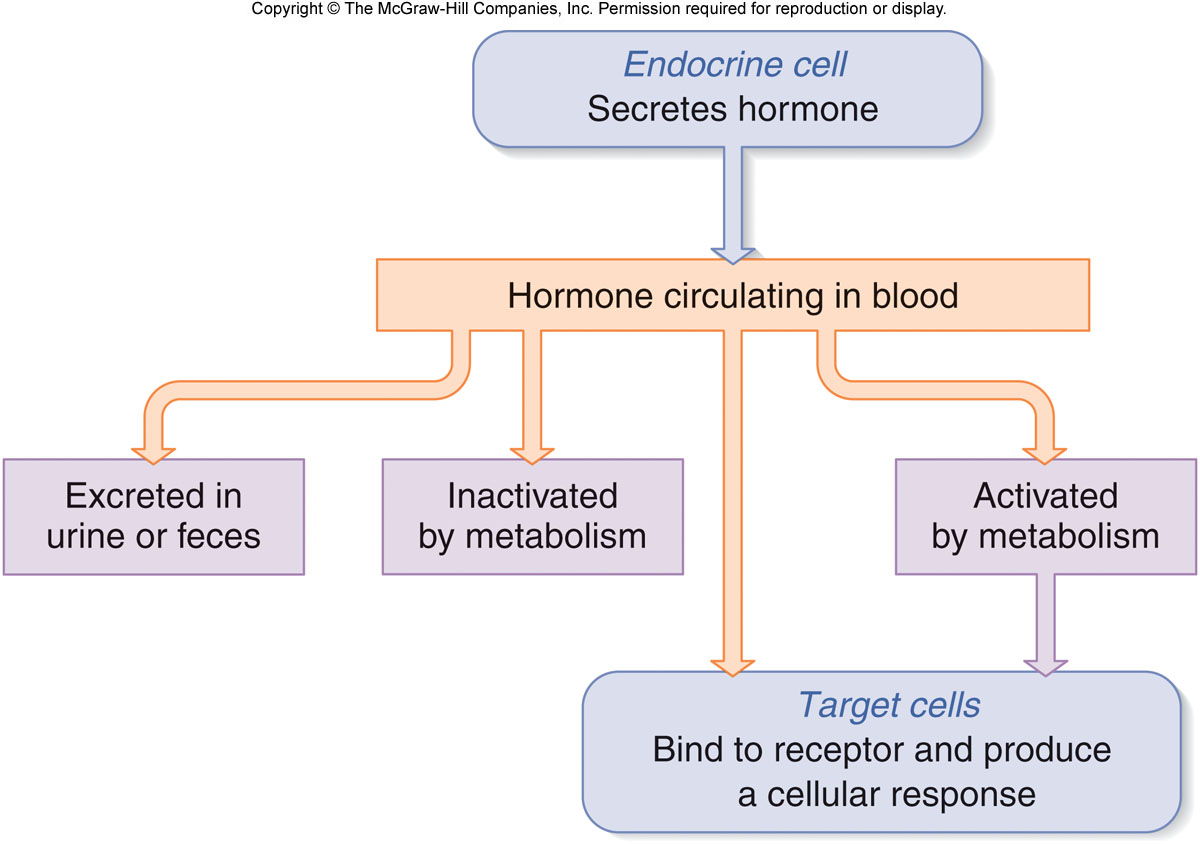 Copyright © The McGraw-Hill Companies, Inc. Permission required for reproduction or display.
Endocrine cell
Secretes hormone
Hormone circulating in blood
Excreted in
urine or feces
Inactivated
by metabolism
Activated
by metabolism
Target cells
Bind to receptor and produce
a cellular response